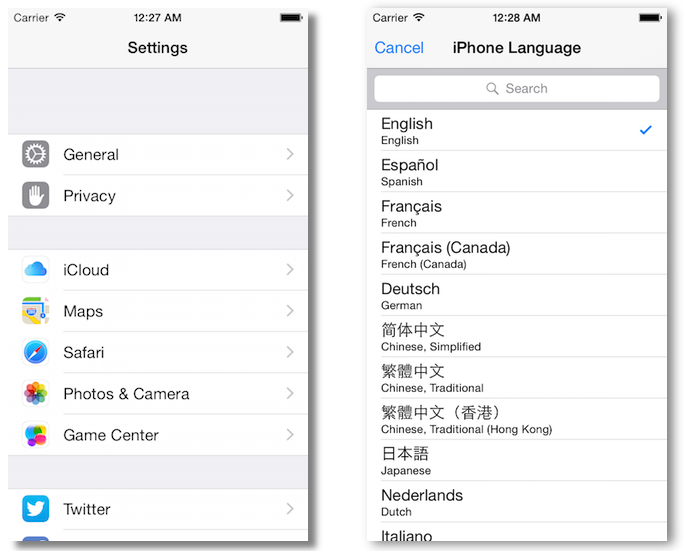 Carrier 12:27 AM
Settings
General
Privacy
iCloud
Maps
Safari
Photos & Camera
Game Center
Twitter
Carrier 12:28 AM
Cancel iPhone Language
Search
English
English
Español
Spanish
Français
French
Français (Canada)
French (Canada)
Deutsch
German
简体中文
Chinese, Simplified
繁體中文
Chinese, Traditional
繁體中文（香港）
Chinese, Traditional (Hong Kong)
日本語
Japanese
Nederlands
Dutch
Italiano